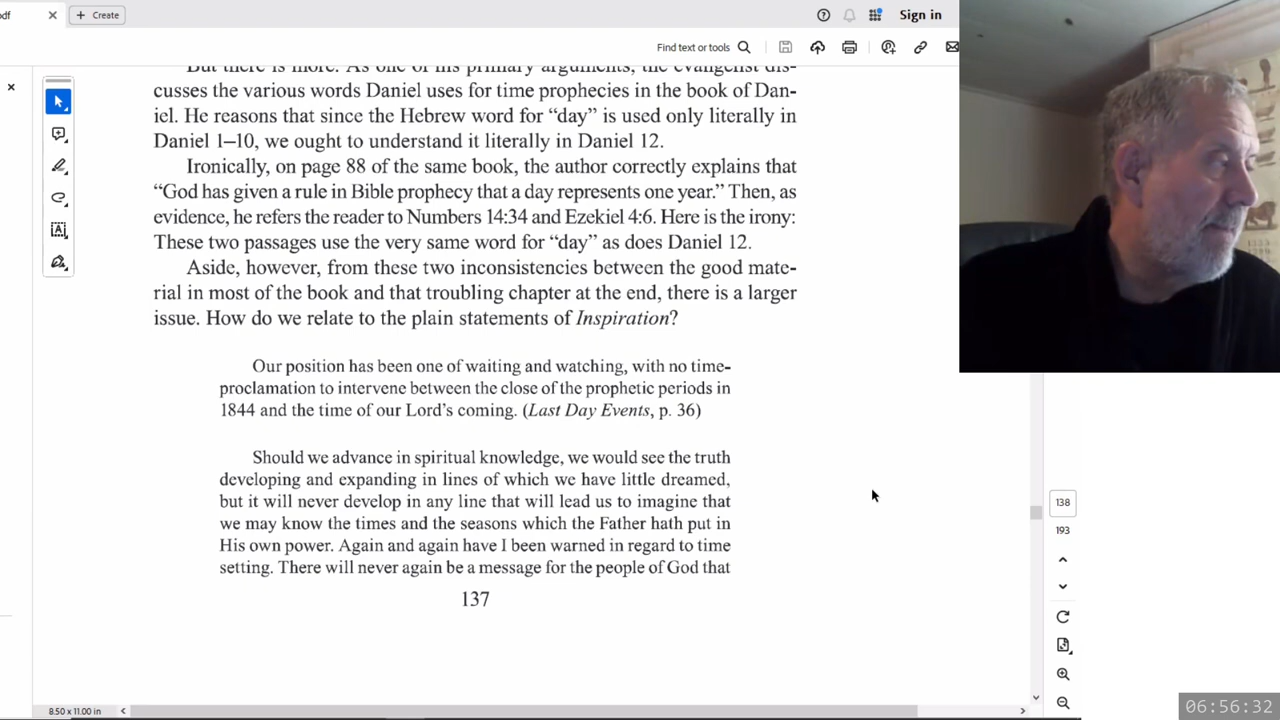 odf
Create
Sign in
Find text or tools
But there is more. As one of his primary arguments, the evangelist dis-
cusses the various words Daniel uses for time prophecies in the book of Dan-
iel. He reasons that since the Hebrew word for “day” is used only literally in
Daniel 1–10, we ought to understand it literally in Daniel 12.
Ironically, on page 88 of the same book, the author correctly explains that
“God has given a rule in Bible prophecy that a day represents one year.” Then, as
evidence, he refers the reader to Numbers 14:34 and Ezekiel 4:6. Here is the irony:
These two passages use the very same word for “day” as does Daniel 12.
Aside, however, from these two inconsistencies between the good mate-
rial in most of the book and that troubling chapter at the end, there is a larger
issue. How do we relate to the plain statements of Inspiration?
Our position has been one of waiting and watching, with no time-
proclamation to intervene between the close of the prophetic periods in
1844 and the time of our Lord’s coming. (Last Day Events, p. 36)
Should we advance in spiritual knowledge, we would see the truth
developing and expanding in lines of which we have little dreamed,
but it will never develop in any line that will lead us to imagine that
we may know the times and the seasons which the Father hath put in
His own power. Again and again have I been warned in regard to time
setting. There will never again be a message for the people of God that
137
138
193
8.50 x 11.00 in
06:56:32